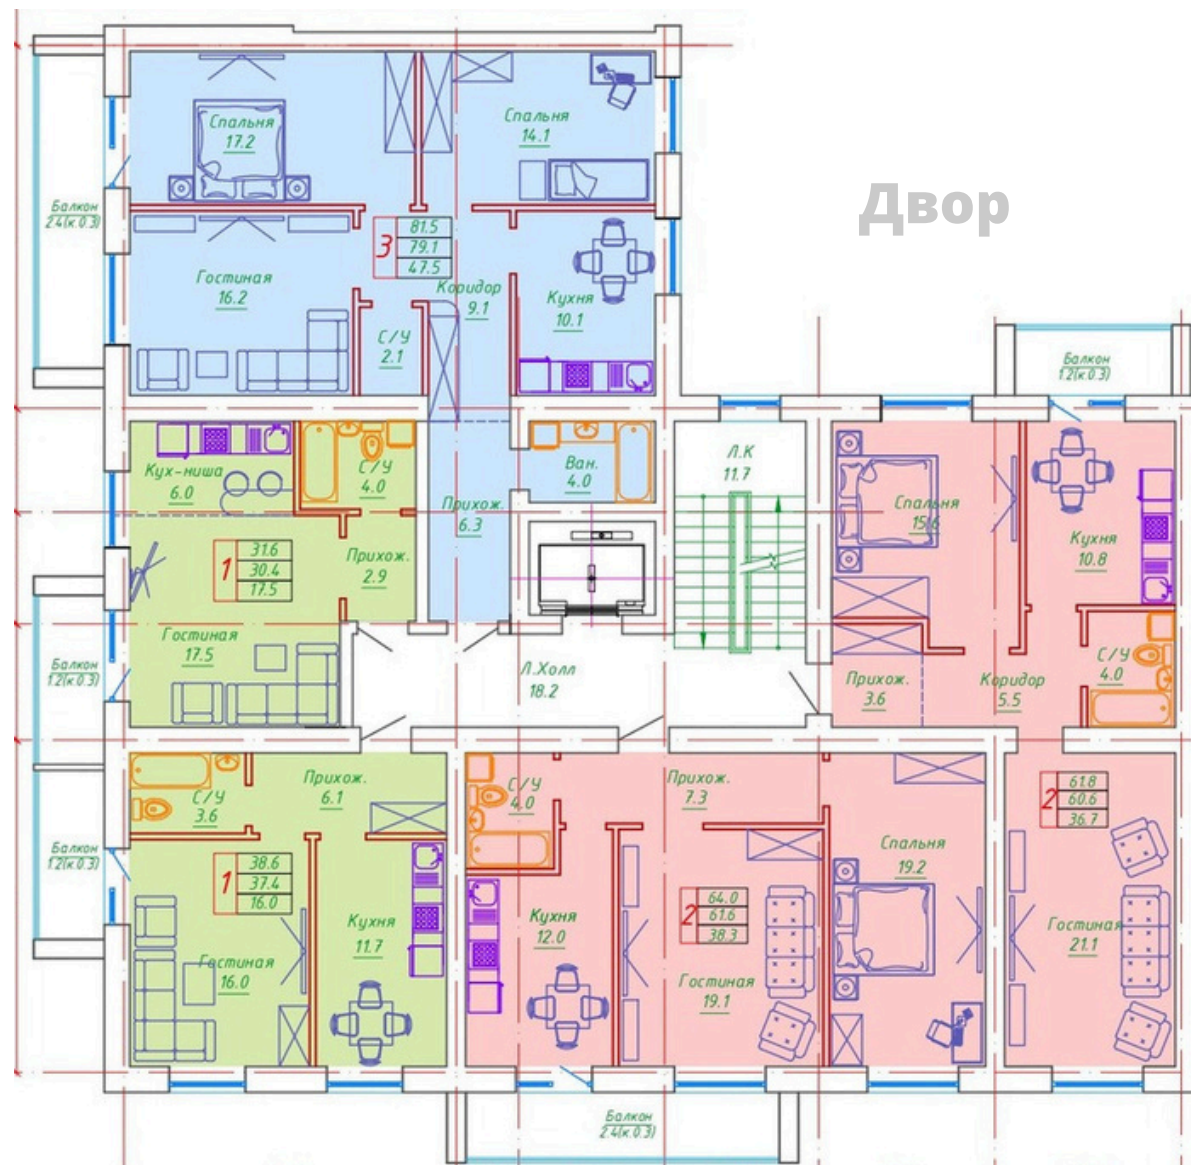 Двор
Спальня
17.2
Спальня
14.1
Балкон
2.4(к.0.3)
3
81.5
79.1
47.5
Гостиная
16.2
Коридор
9.1
Кухня
10.1
С/У
2.1
Балкон
1.2(к.0.3)
Кух-ниша
6.0
С/У
4.0
Ван.
4.0
Л.К
11.7
Прихож.
6.3
Спальня
15.6
Кухня
10.8
1
31.6
30.4
17.5
Прихож.
2.9
Гостиная
17.5
Балкон
1.2(к.0.3)
Л.Холл
18.2
Прихож.
3.6
Коридор
5.5
С/У
4.0
С/У
3.6
Прихож.
6.1
С/У
4.0
Прихож.
7.3
2
61.8
60.6
36.7
Балкон
1.2(к.0.3)
1
38.6
37.4
16.0
Кухня
11.7
Гостиная
16.0
Кухня
12.0
2
64.0
61.6
38.3
Гостиная
19.1
Спальня
19.2
Гостиная
21.1
Балкон
2.4(к.0.3)